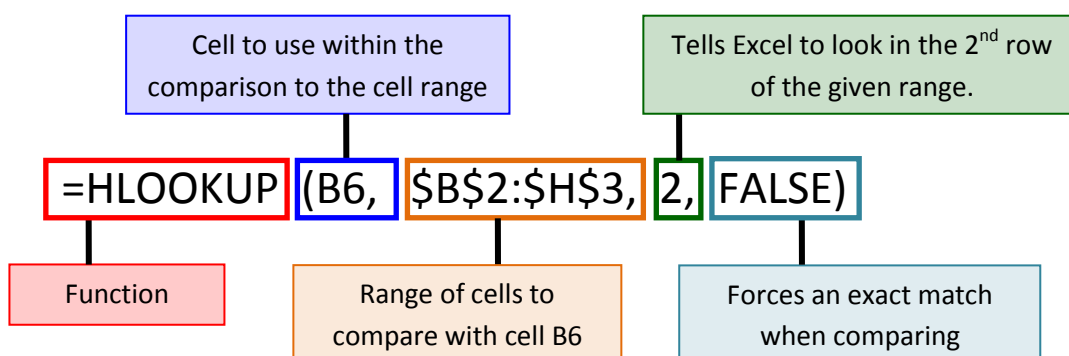 Cell to use within the
comparison to the cell range
Tells Excel to look in the 2nd row
of the given range.
=HLOOKUP (B6, $B$2:$H$3, 2, FALSE)
Function
Range of cells to
compare with cell B6
Forces an exact match
when comparing